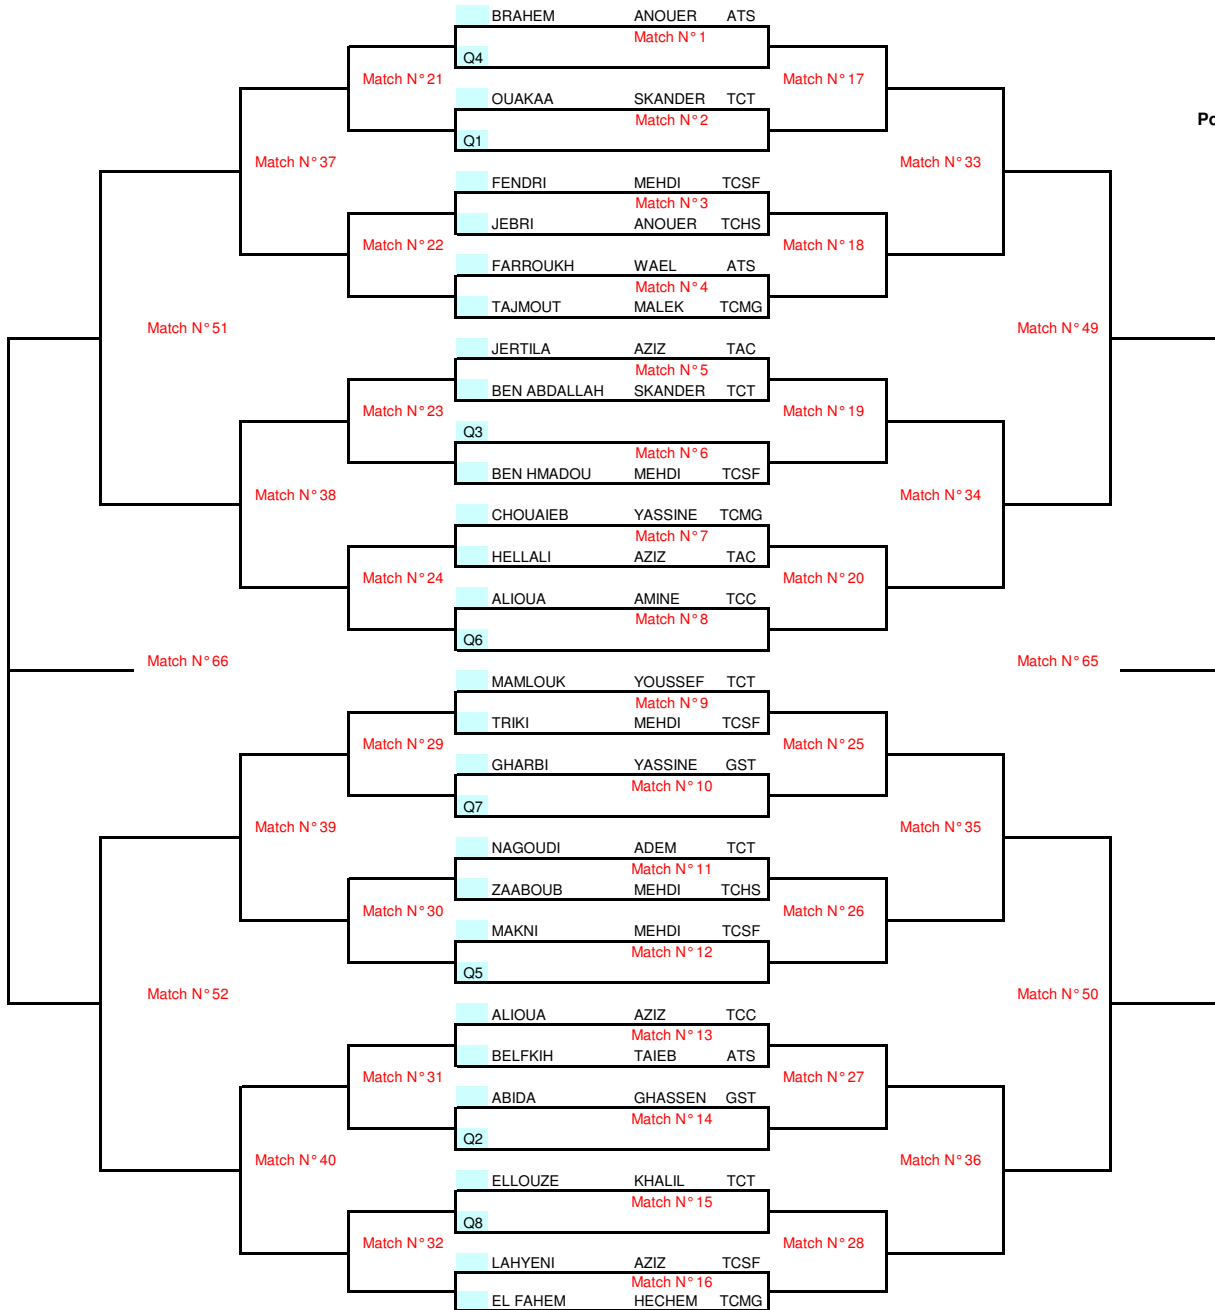 BRAHEM ANOUER ATS
Match N° 1
Q4
Match N° 21 Match N° 17
OUAKAA SKANDER TCT
Match N° 2
Po
Q1
Match N° 37 Match N° 33
FENDRI MEHDI TCSF
Match N° 3
JEBRI ANOUER TCHS
Match N° 22 Match N° 18
FARROUKH WAEL ATS
Match N° 4
TAJMOUT MALEK TCMG
Match N° 51 Match N° 49
JERTILA AZIZ TAC
Match N° 5
BEN ABDALLAH SKANDER TCT
Match N° 23 Match N° 19
Q3
Match N° 6
BEN HMADOU MEHDI TCSF
Match N° 38 Match N° 34
CHOUAIEB YASSINE TCMG
Match N° 7
HELLALI AZIZ TAC
Match N° 24 Match N° 20
ALIOUA AMINE TCC
Match N° 8
Q6
Match N° 66 Match N° 65
MAMLOUK YOUSSEF TCT
Match N° 9
TRIKI MEHDI TCSF
Match N° 29 Match N° 25
GHARBI YASSINE GST
Match N° 10
Q7
Match N° 39 Match N° 35
NAGOUDI ADEM TCT
Match N° 11
ZAABOUB MEHDI TCHS
Match N° 30 Match N° 26
MAKNI MEHDI TCSF
Match N° 12
Q5
Match N° 52 Match N° 50
ALIOUA AZIZ TCC
Match N° 13
BELFKIH TAIEB ATS
Match N° 31 Match N° 27
ABIDA GHASSEN GST
Match N° 14
Q2
Match N° 40 Match N° 36
ELLOUZE KHALIL TCT
Match N° 15
Q8
Match N° 32 Match N° 28
LAHYENI AZIZ TCSF
Match N° 16
EL FAHEM HECHEM TCMG